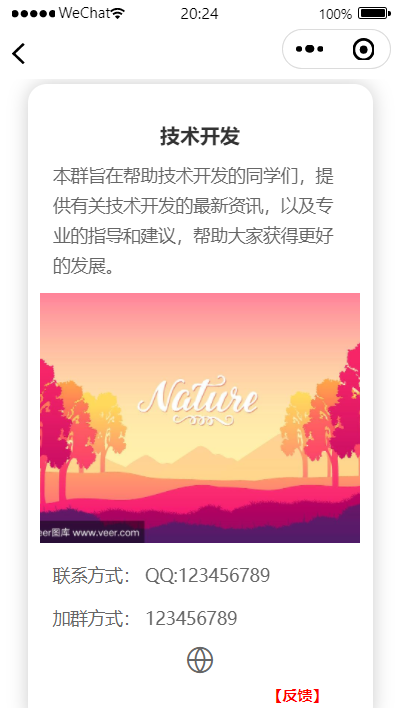 WeChat 20:24 100%
技术开发
本群旨在帮助技术开发的同学们，提
供有关技术开发的最新资讯，以及专
业的指导和建议，帮助大家获得更好
的发展。
Nature
eer图库 www.veer.com
联系方式： QQ:123456789
加群方式： 123456789
【反馈】